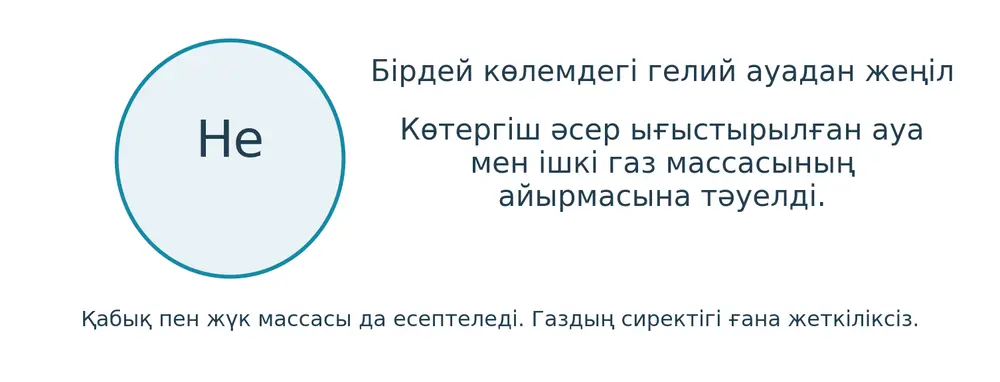 He
Бірдей көлемдегі гелий ауадан жеңіл
Көтергіш әсер ығыстырылған ауа
мен ішкі газ массасының
айырмасына тәуелді.
Қабық пен жүк массасы да есептеледі. Газдың сиректігі ғана жеткіліксіз.